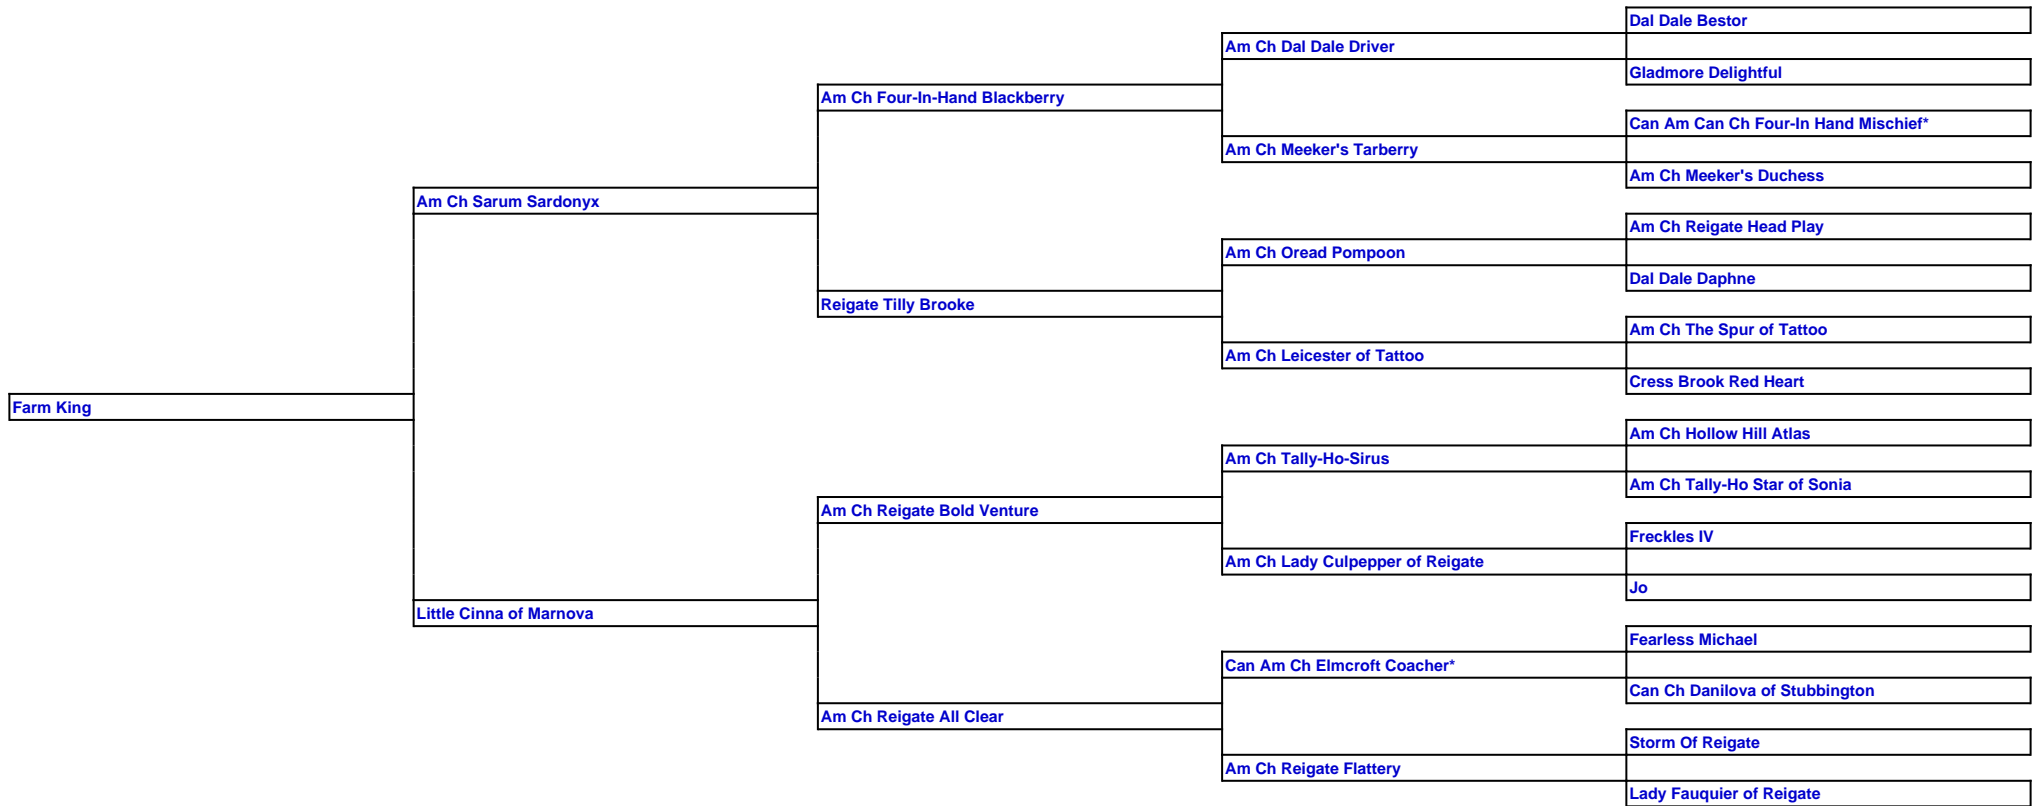 Dal Dale Bestor
Am Ch Dal Dale Driver
Gladmore Delightful
Am Ch Four-In-Hand Blackberry
Can Am Can Ch Four-In Hand Mischief*
Am Ch Meeker's Tarberry
Am Ch Meeker's Duchess
Am Ch Sarum Sardonyx
Am Ch Reigate Head Play
Am Ch Oread Pompoon
Dal Dale Daphne
Reigate Tilly Brooke
Am Ch The Spur of Tattoo
Am Ch Leicester of Tattoo
Cress Brook Red Heart
Farm King
Am Ch Hollow Hill Atlas
Am Ch Tally-Ho-Sirus
Am Ch Tally-Ho Star of Sonia
Am Ch Reigate Bold Venture
Freckles IV
Am Ch Lady Culpepper of Reigate
Jo
Little Cinna of Marnova
Fearless Michael
Can Am Ch Elmcroft Coacher*
Can Ch Danilova of Stubbington
Am Ch Reigate All Clear
Storm Of Reigate
Am Ch Reigate Flattery
Lady Fauquier of Reigate